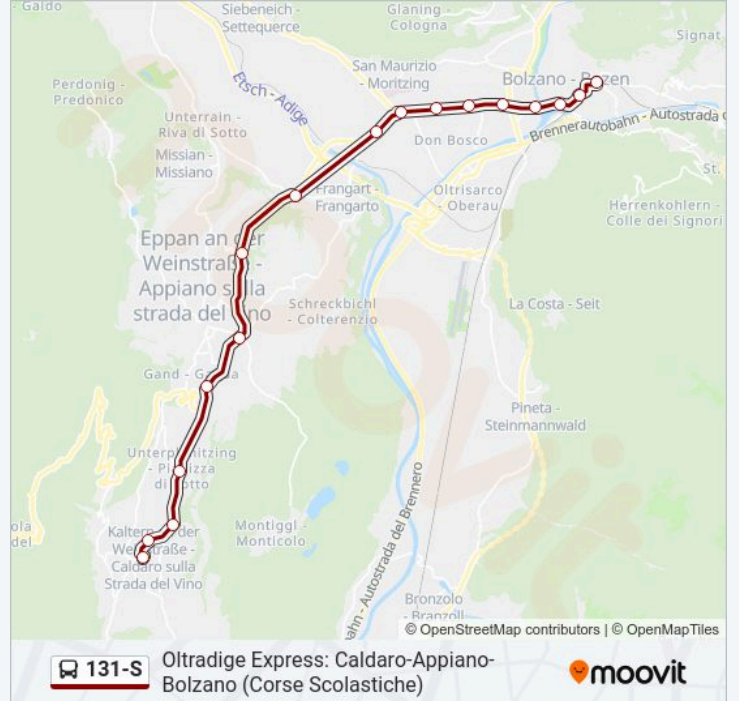 - Galdo
Siebeneich -
Settequerce
Glaning -
Cologna
Signat
San Maurizio
- Moritzing
Bolzano - Bozen
Perdonig -
Predonico
Etsch - Adige
Unterrain -
Riva di Sotto
Brennerautobahn - Autostrada d
Don Bosco
Missian -
Missiano
St.
Frangart -
Frangarto
Oltrisarco
- Oberau
Herrenkohlern -
Colle dei Signori
Eppan an der
Weinstraße -
Appiano sulla
strada del vino
Schreckbichl
- Colterenzio
La Costa - Seit
Gand - Ganda
Pineta -
Steinmannwald
Unterplanitzing
- Planizza
di Sotto
ola
del
Kaltern an der
Weinstraße -
Caldaro sulla
Strada del Vino
Montiggl -
Monticolo
ahn - Autostrada del Brennero
Bronzolo
- Branzoll
© OpenStreetMap contributors | © OpenMapTiles
131-S
Oltradige Express: Caldaro-Appiano-
Bolzano (Corse Scolastiche)
moovit